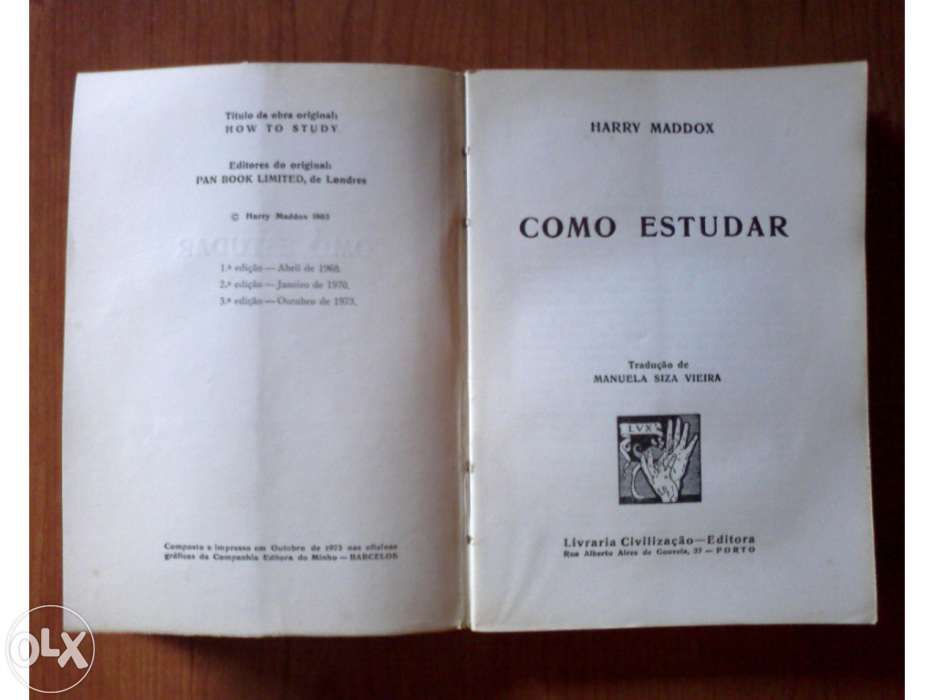 Título da obra original:
HOW TO STUDY
Editores do original:
PAN BOOK LIMITED, de Londres
© Harry Maddox 1963
1.ª edição — Abril de 1968.
2.ª edição — Janeiro de 1970.
3.ª edição — Outubro de 1973.
Composto e impresso em Outubro de 1973 nas oficinas
gráficas da Companhia Editora do Minho — BARCELOS
HARRY MADDOX
COMO ESTUDAR
Tradução de
MANUELA SIZA VIEIRA
LVX
Livraria Civilização — Editora
Rua Alberto Aires de Gouveia, 27 — PORTO
OLX